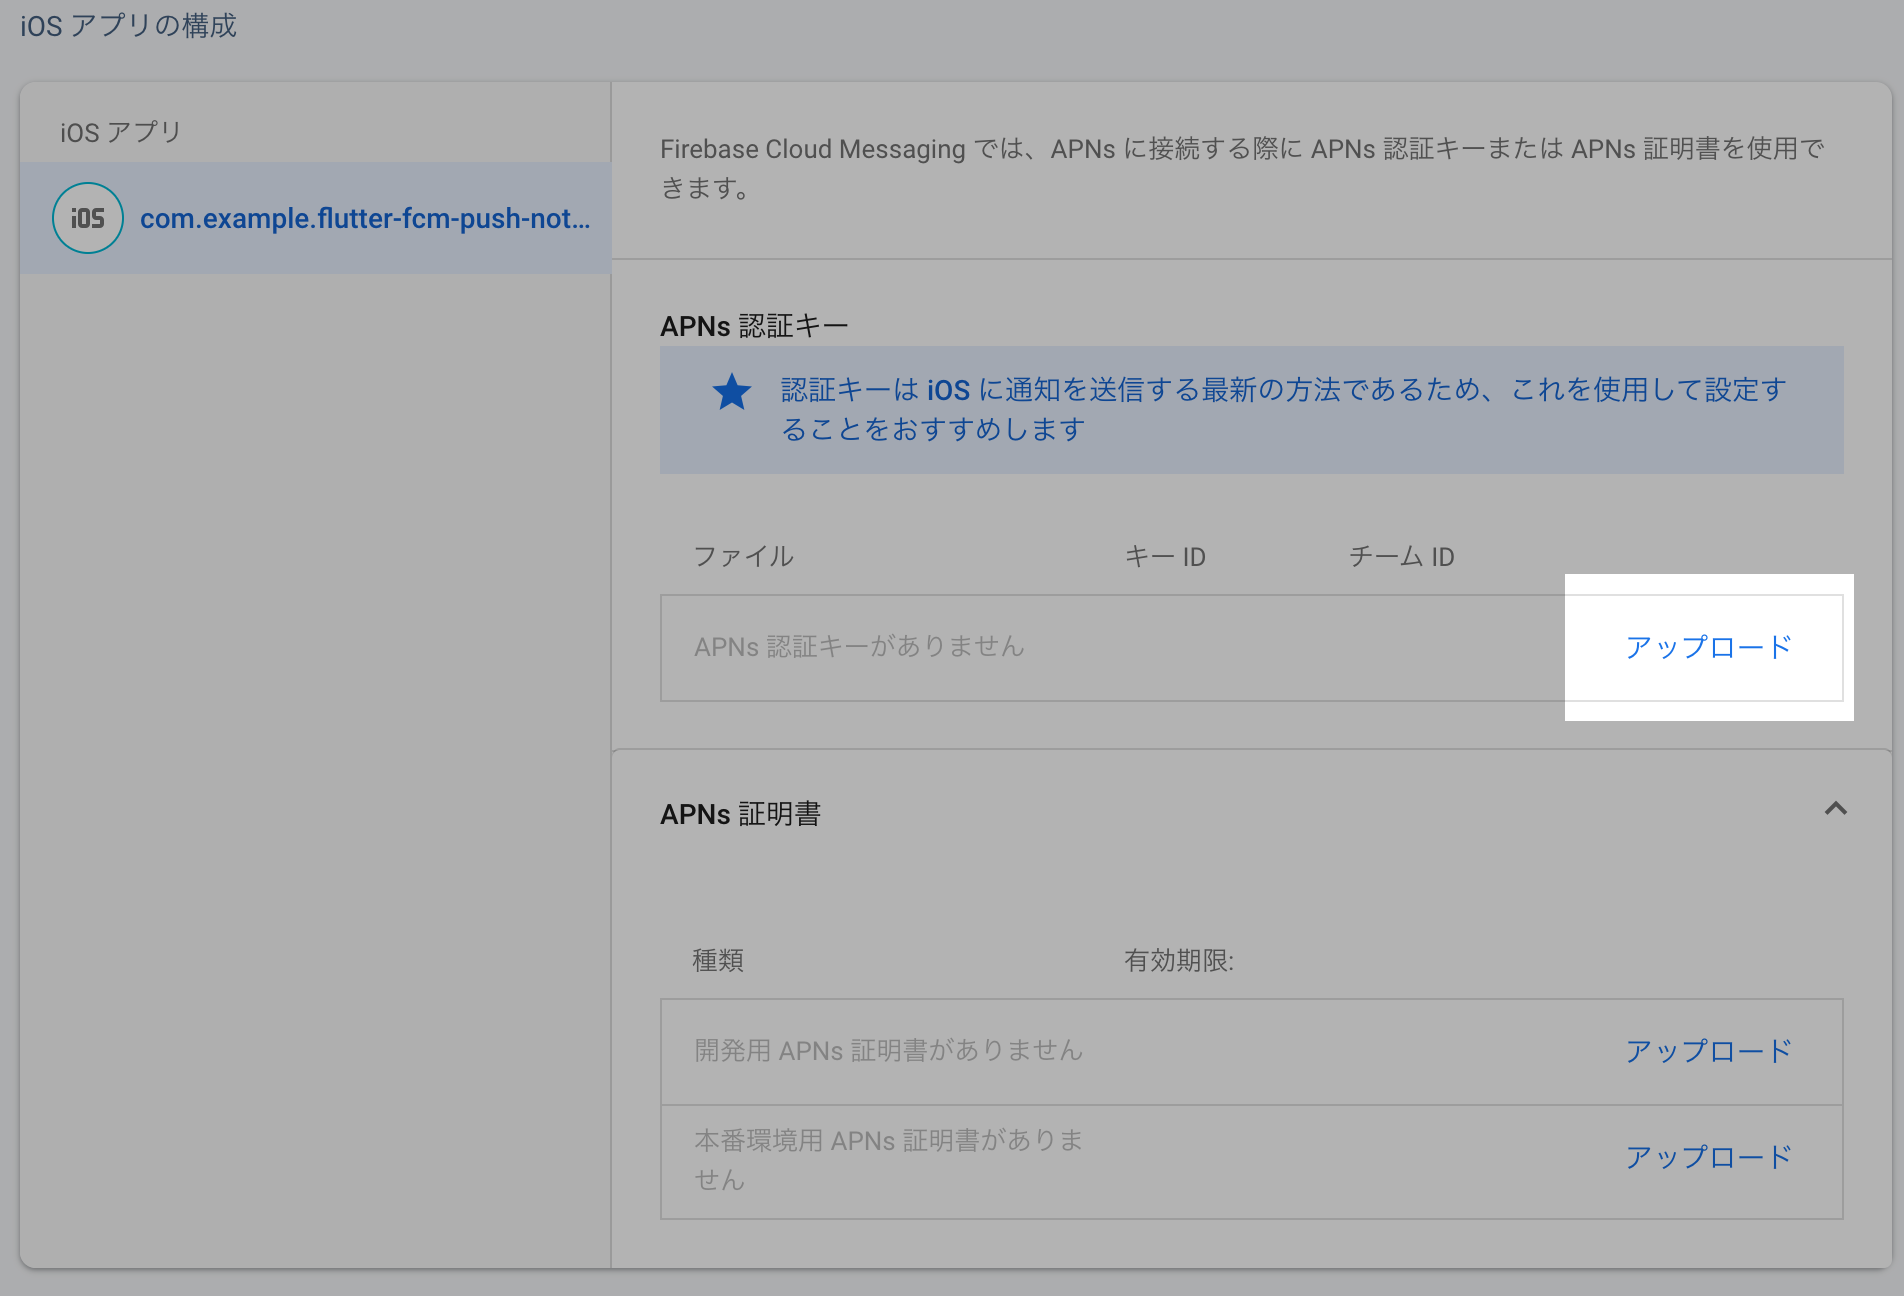 iOS アプリの構成
iOS アプリ
iOS
com.example.flutter-fcm-push-not…
Firebase Cloud Messaging では、APNs に接続する際に APNs 認証キーまたは APNs 証明書を使用で
きます。
APNs 認証キー
認証キーは iOS に通知を送信する最新の方法であるため、これを使用して設定す
ることをおすすめします
ファイル キー ID チーム ID
APNs 認証キーがありません アップロード
APNs 証明書
種類 有効期限:
開発用 APNs 証明書がありません アップロード
本番環境用 APNs 証明書がありま
せん
アップロード